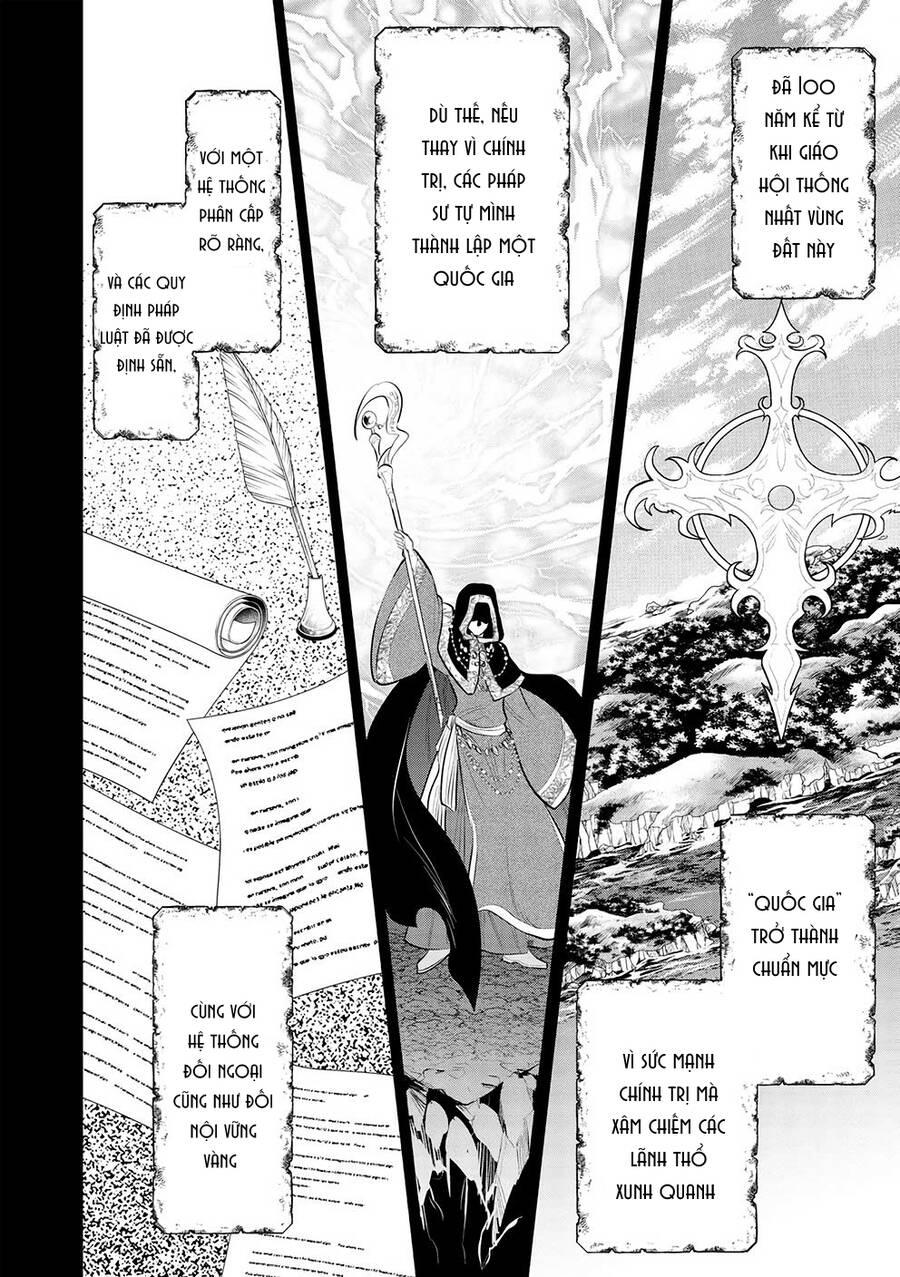 ĐÃ 100
NĂM KỂ TỪ
KHI GIÁO
HỘI THỐNG
NHẤT VÙNG
ĐẤT NÀY
"QUỐC GIA"
TRỞ THÀNH
CHUẨN MỰC
VÌ SỨC MẠNH
CHÍNH TRỊ MÀ
XÂM CHIẾM CÁC
LÃNH THỔ
XUNH QUANH
DÙ THẾ, NẾU
THAY VÌ CHÍNH
TRỊ, CÁC PHÁP
SƯ TỰ MÌNH
THÀNH LẬP MỘT
QUỐC GIA
VỚI MỘT
HỆ THỐNG
PHÂN CẤP
RÕ RÀNG,
VÀ CÁC QUY
ĐỊNH PHÁP
LUẬT ĐÃ ĐƯỢC
ĐỊNH SẴN,
CÙNG VỚI
HỆ THỐNG
ĐỐI NGOẠI
CŨNG NHƯ ĐỐI
NỘI VỮNG
VÀNG